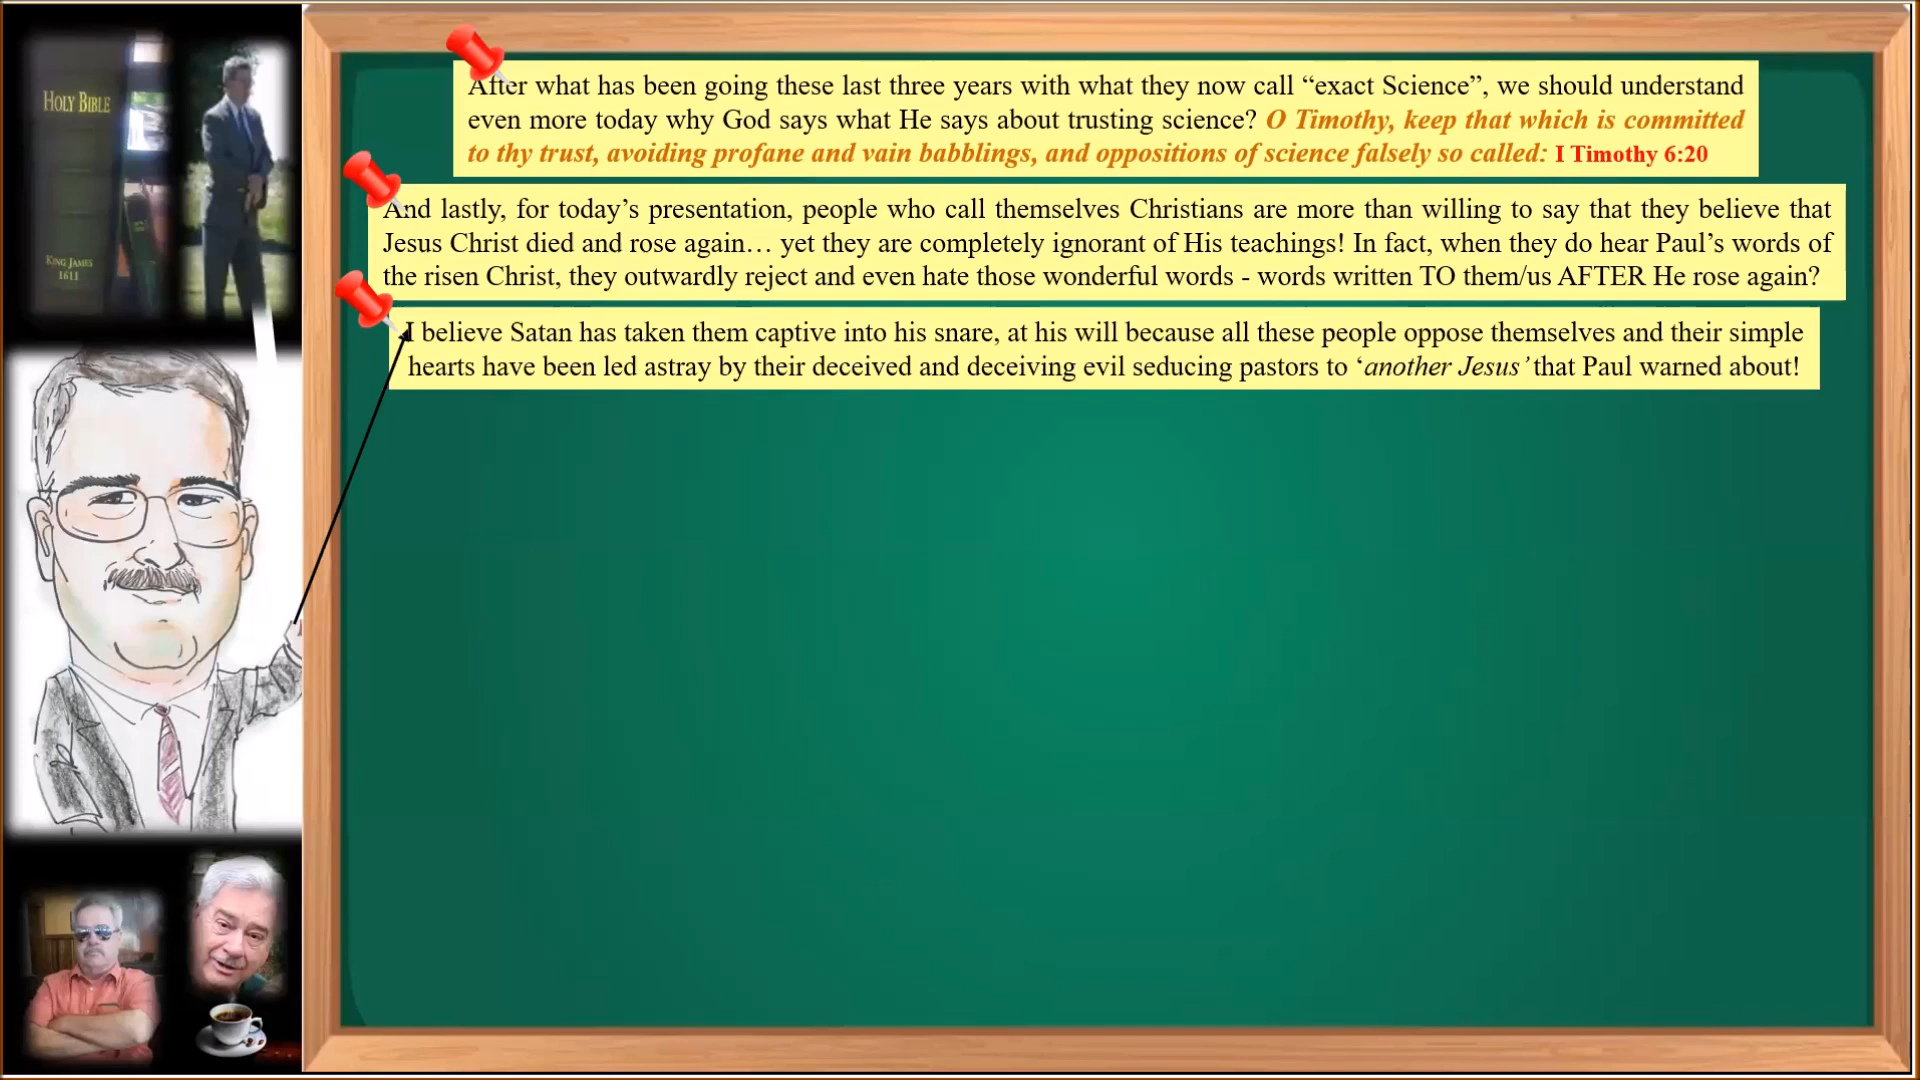 HOLY BIBLE
KING JAMES
1611
After what has been going these last three years with what they now call “exact Science”, we should understand
even more today why God says what He says about trusting science? O Timothy, keep that which is committed
to thy trust, avoiding profane and vain babblings, and oppositions of science falsely so called: I Timothy 6:20
And lastly, for today’s presentation, people who call themselves Christians are more than willing to say that they believe that
Jesus Christ died and rose again… yet they are completely ignorant of His teachings! In fact, when they do hear Paul’s words of
the risen Christ, they outwardly reject and even hate those wonderful words - words written TO them/us AFTER He rose again?
I believe Satan has taken them captive into his snare, at his will because all these people oppose themselves and their simple
hearts have been led astray by their deceived and deceiving evil seducing pastors to ‘another Jesus’ that Paul warned about!